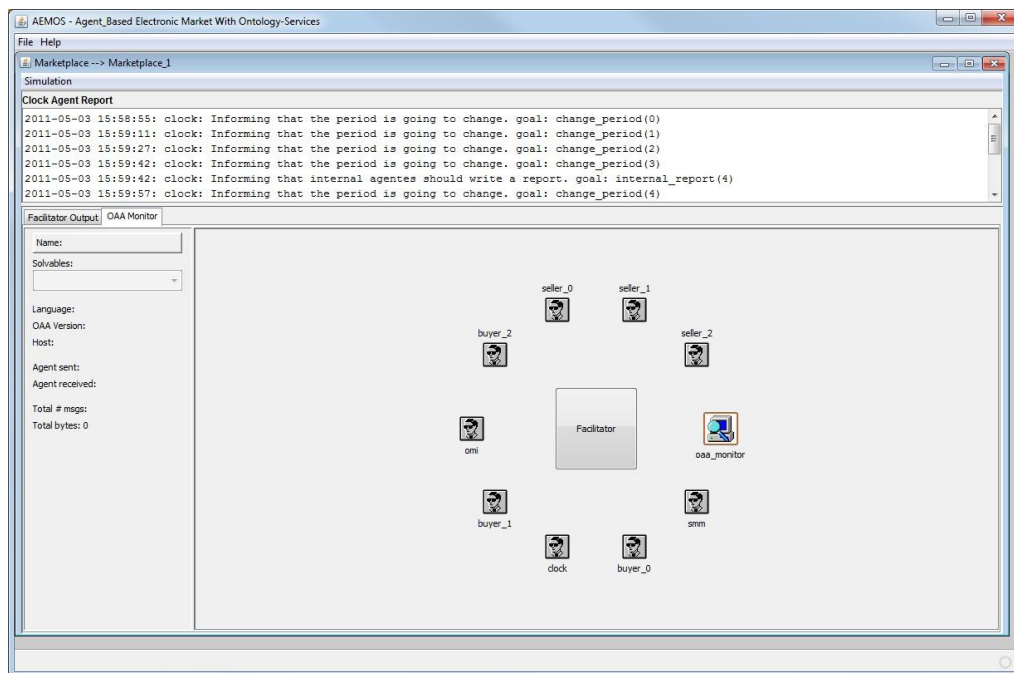 AEMOS - Agent_Based Electronic Market With Ontology-Services
File Help
Marketplace --> Marketplace_1
Simulation
Clock Agent Report
2011-05-03 15:58:55: clock: Informing that the period is going to change. goal: change_period(0)
2011-05-03 15:59:11: clock: Informing that the period is going to change. goal: change_period(1)
2011-05-03 15:59:27: clock: Informing that the period is going to change. goal: change_period(2)
2011-05-03 15:59:42: clock: Informing that the period is going to change. goal: change_period(3)
2011-05-03 15:59:42: clock: Informing that internal agentes should write a report. goal: internal_report(4)
2011-05-03 15:59:57: clock: Informing that the period is going to change. goal: change_period(4)
Facilitator Output OAA Monitor
Name:
Solvables:
Language:
OAA Version:
Host:
Agent sent:
Agent received:
Total # msgs:
Total bytes: 0
seller_0 seller_1
buyer_2 seller_2
Facilitator
omi oaa_monitor
buyer_1 smm
clock buyer_0